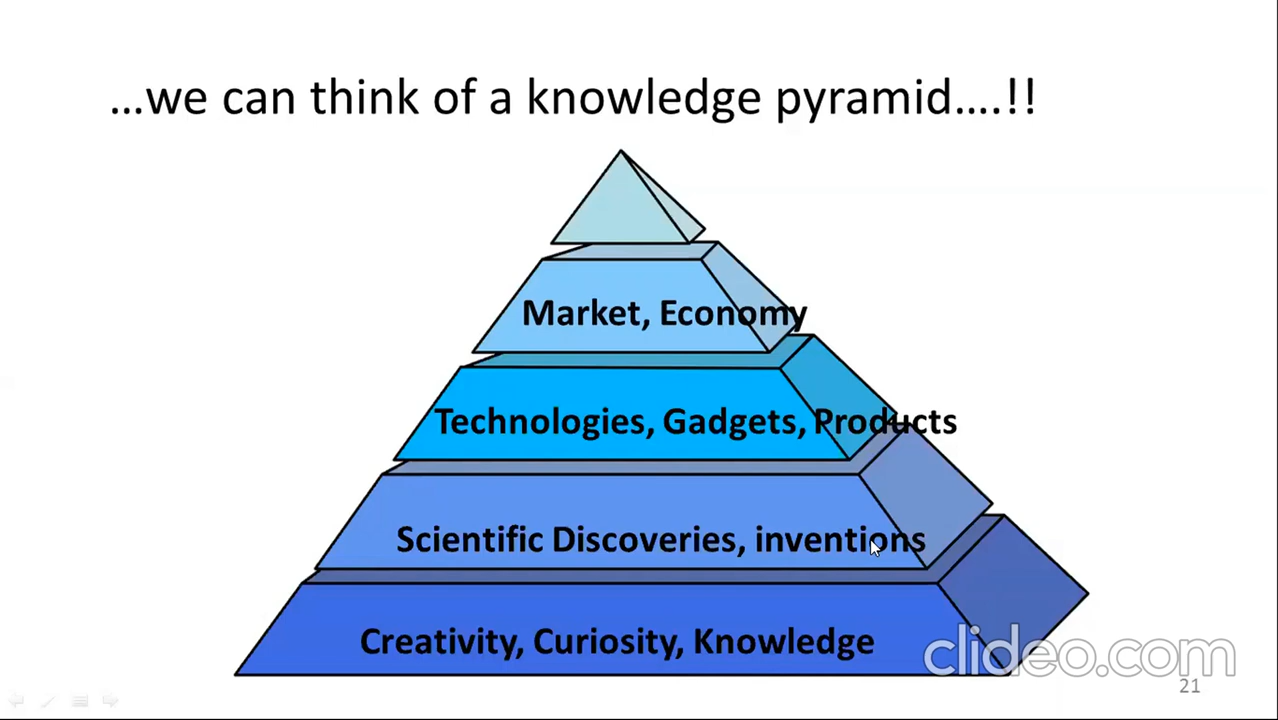 ...we can think of a knowledge pyramid....!!
Market, Economy
Technologies, Gadgets, Products
Scientific Discoveries, inventions
Creativity, Curiosity, Knowledge
clideo.com
21